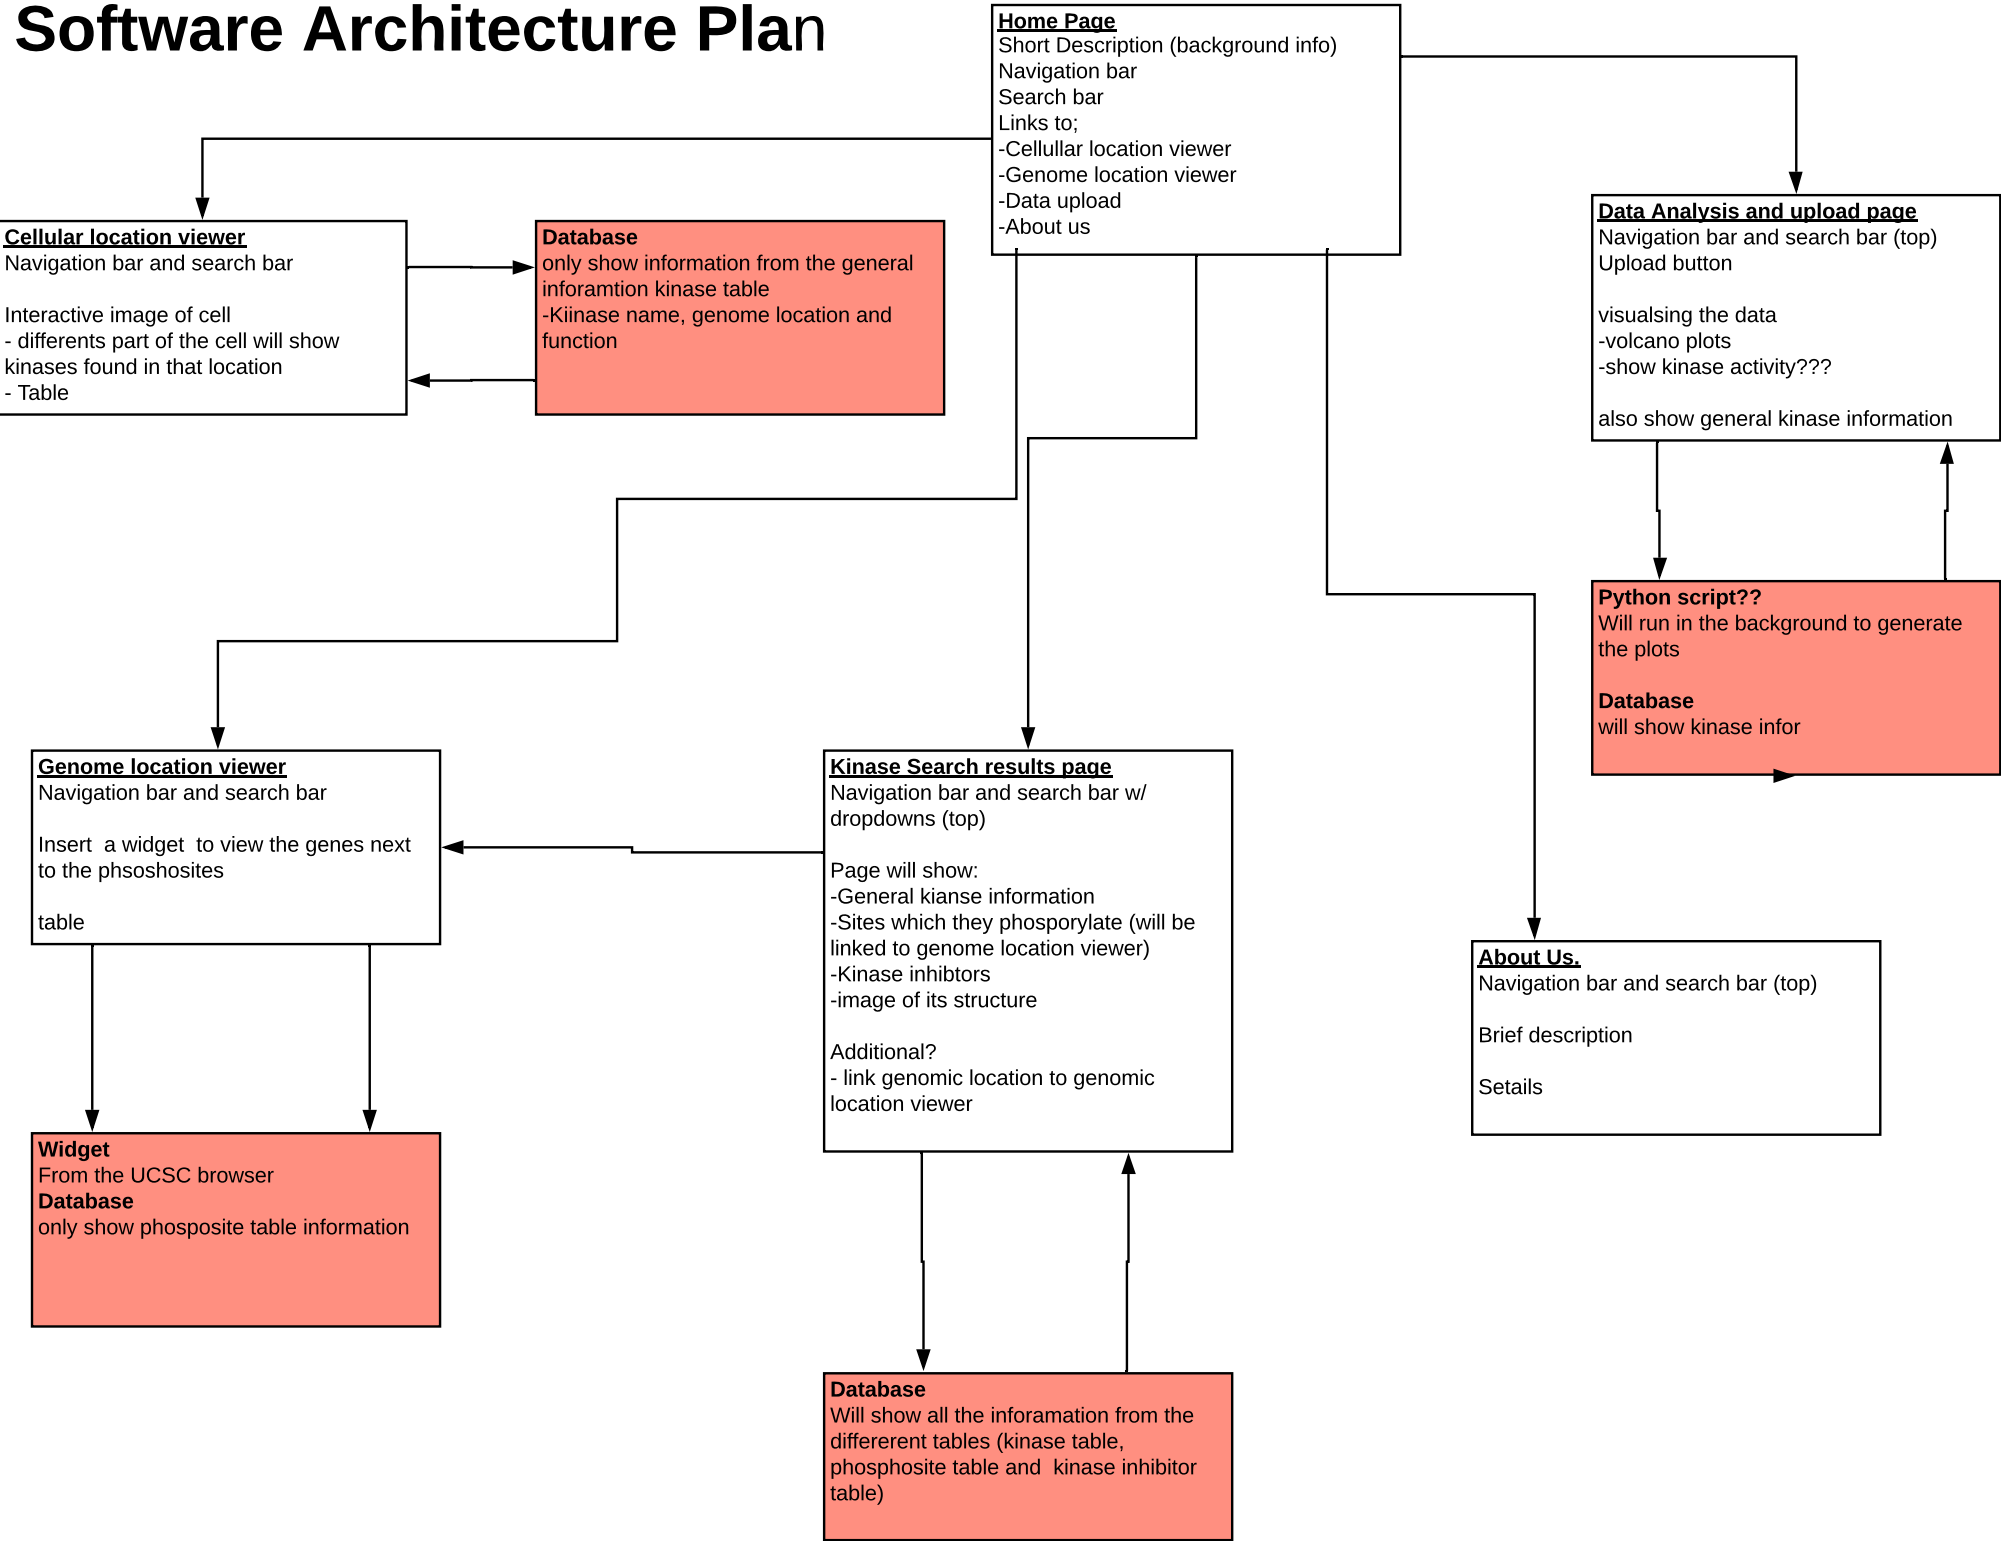 Software Architecture Plan
Home Page
Short Description (background info)
Navigation bar
Search bar
Links to;
-Cellullar location viewer
-Genome location viewer
-Data upload
-About us
Cellular location viewer
Navigation bar and search bar
Interactive image of cell
- differents part of the cell will show
kinases found in that location
- Table
Database
only show information from the general
inforamtion kinase table
-Kiinase name, genome location and
function
Data Analysis and upload page
Navigation bar and search bar (top)
Upload button
visualsing the data
-volcano plots
-show kinase activity???
also show general kinase information
Python script??
Will run in the background to generate
the plots
Database
will show kinase infor
Genome location viewer
Navigation bar and search bar
Insert  a widget  to view the genes next
to the phsoshosites
table
Kinase Search results page
Navigation bar and search bar w/
dropdowns (top)
Page will show:
-General kianse information
-Sites which they phosporylate (will be
linked to genome location viewer)
-Kinase inhibtors
-image of its structure
Additional?
- link genomic location to genomic
location viewer
About Us.
Navigation bar and search bar (top)
Brief description
Setails
Widget
From the UCSC browser
Database
only show phosposite table information
Database
Will show all the inforamation from the
differerent tables (kinase table,
phosphosite table and  kinase inhibitor
table)